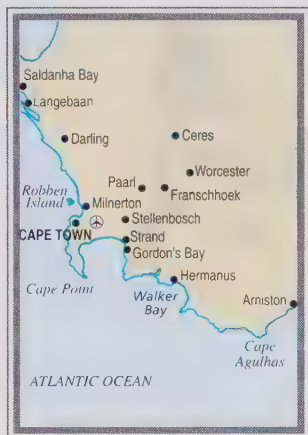 Saldanha Bay
Langebaan
Darling
Ceres
Worcester
Paarl
Franschhoek
Robben
Island
Milnerton
Stellenbosch
CAPE TOWN
Strand
Gordon's Bay
Cape Point
Hermanus
Walker
Bay
Arniston
Cape
Agulhas
ATLANTIC OCEAN